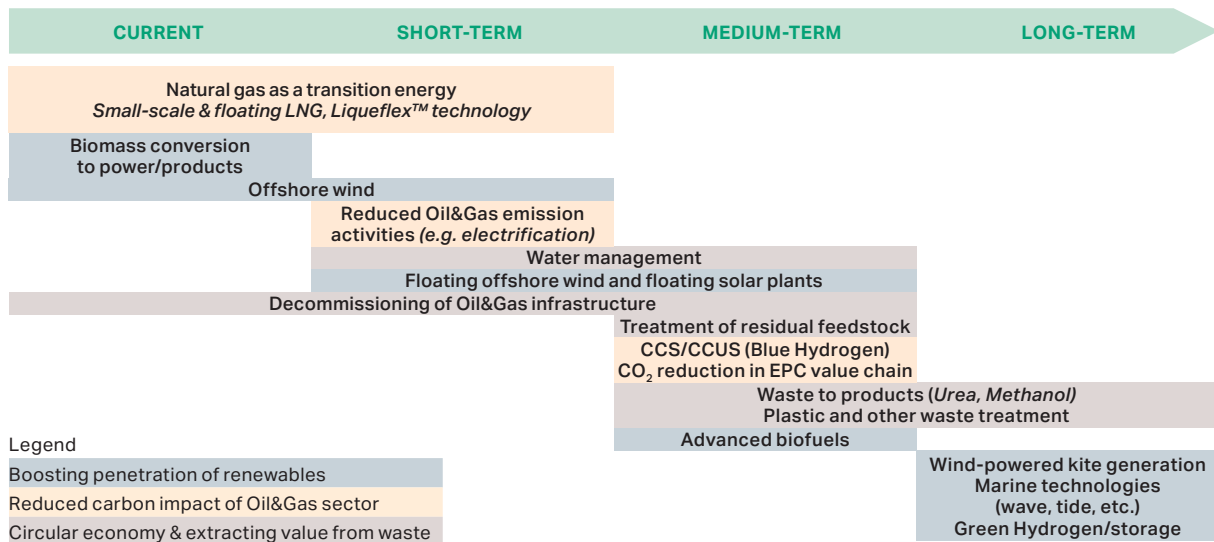 CURRENT
SHORT-TERM
MEDIUM-TERM
LONG-TERM
Natural gas as a transition energy
Small-scale & floating LNG, Liqueflex™ technology
Biomass conversion
to power/products
Offshore wind
Reduced Oil&Gas emission
activities (e.g. electrification)
Water management
Floating offshore wind and floating solar plants
Decommissioning of Oil&Gas infrastructure
Treatment of residual feedstock
CCS/CCUS (Blue Hydrogen)
CO₂ reduction in EPC value chain
Waste to products (Urea, Methanol)
Plastic and other waste treatment
Advanced biofuels
Wind-powered kite generation
Marine technologies
(wave, tide, etc.)
Green Hydrogen/storage
Legend
Boosting penetration of renewables
Reduced carbon impact of Oil&Gas sector
Circular economy & extracting value from waste